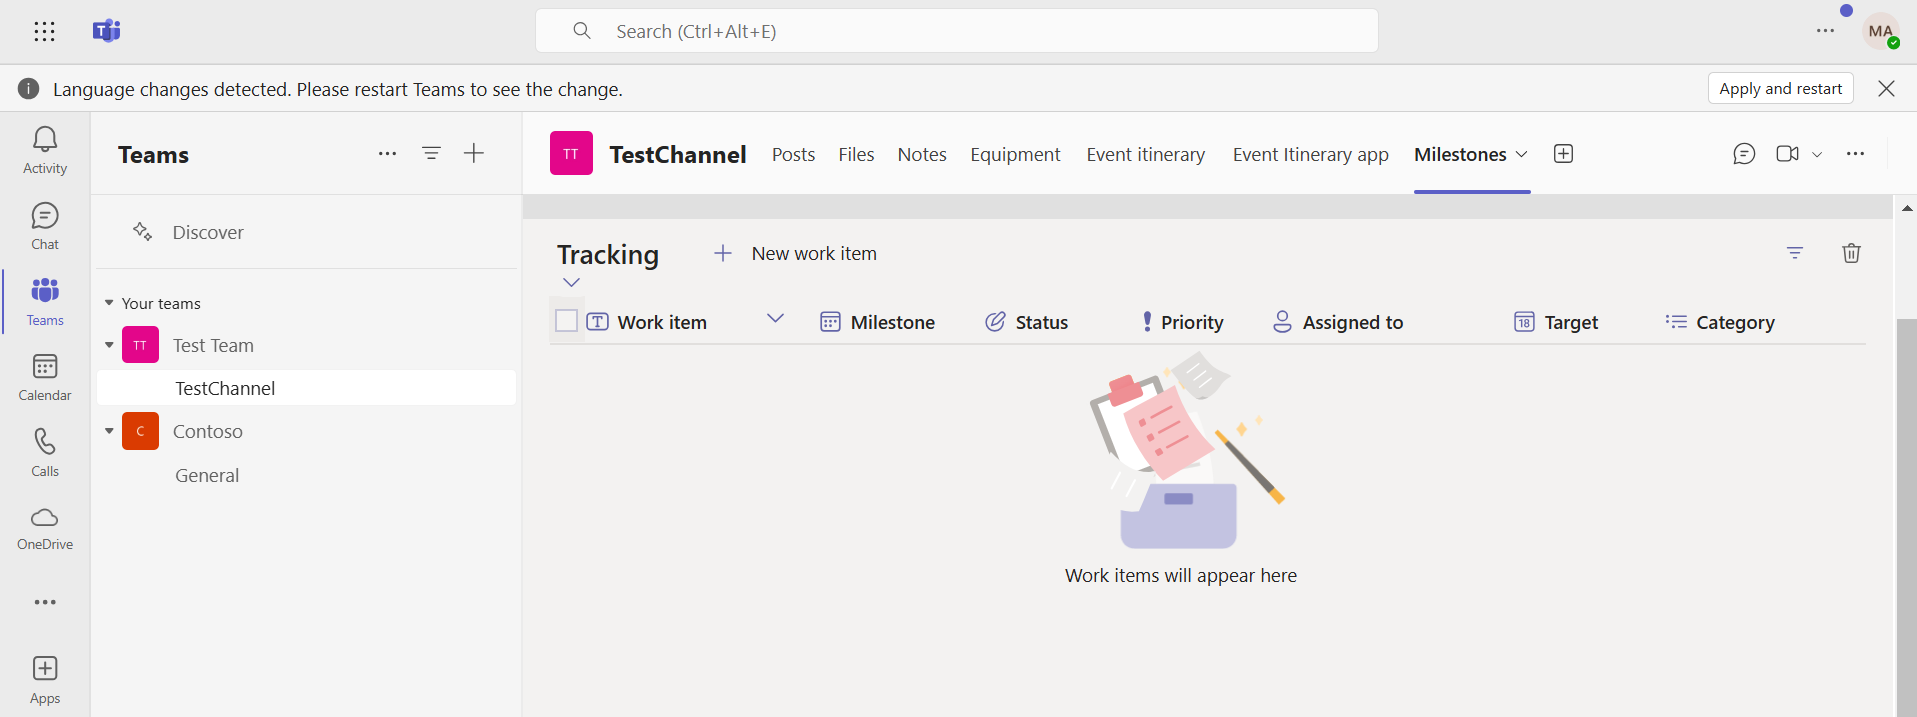 Search (Ctrl+Alt+E)
MA
Language changes detected. Please restart Teams to see the change.
Apply and restart
Activity
Chat
Teams
Calendar
Calls
OneDrive
Apps
Teams
Discover
Your teams
TT Test Team
TestChannel
C Contoso
General
TT TestChannel Posts Files Notes Equipment Event itinerary Event Itinerary app Milestones
Tracking New work item
Work item Milestone Status Priority Assigned to 18 Target Category
Work items will appear here